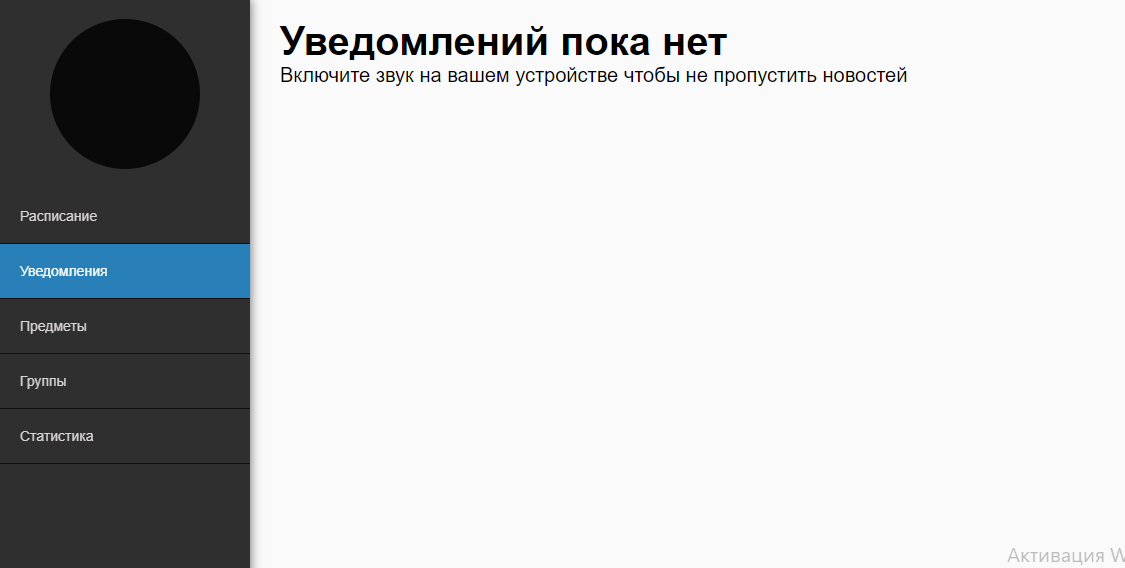 Уведомлений пока нет
Включите звук на вашем устройстве чтобы не пропустить новостей
Расписание
Уведомления
Предметы
Группы
Статистика
Активация W